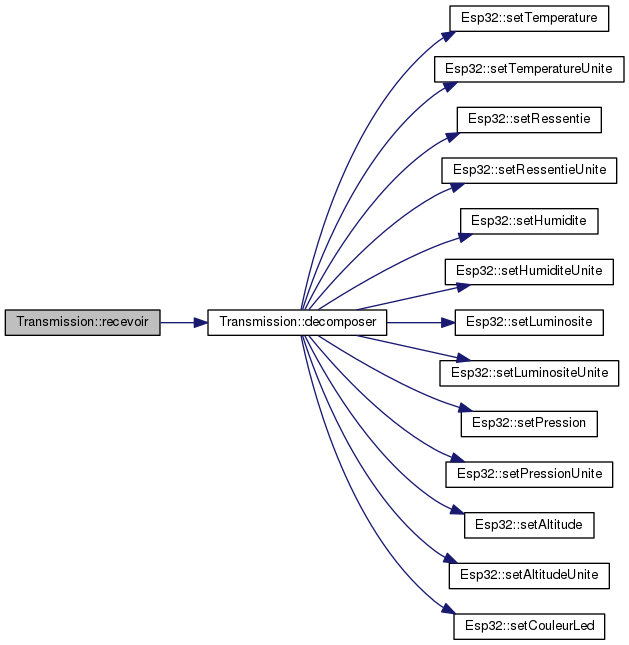 Transmission::recevoir
Transmission::decomposer
Esp32::setTemperature
Esp32::setTemperatureUnite
Esp32::setRessentie
Esp32::setRessentieUnite
Esp32::setHumidite
Esp32::setHumiditeUnite
Esp32::setLuminosite
Esp32::setLuminositeUnite
Esp32::setPression
Esp32::setPressionUnite
Esp32::setAltitude
Esp32::setAltitudeUnite
Esp32::setCouleurLed